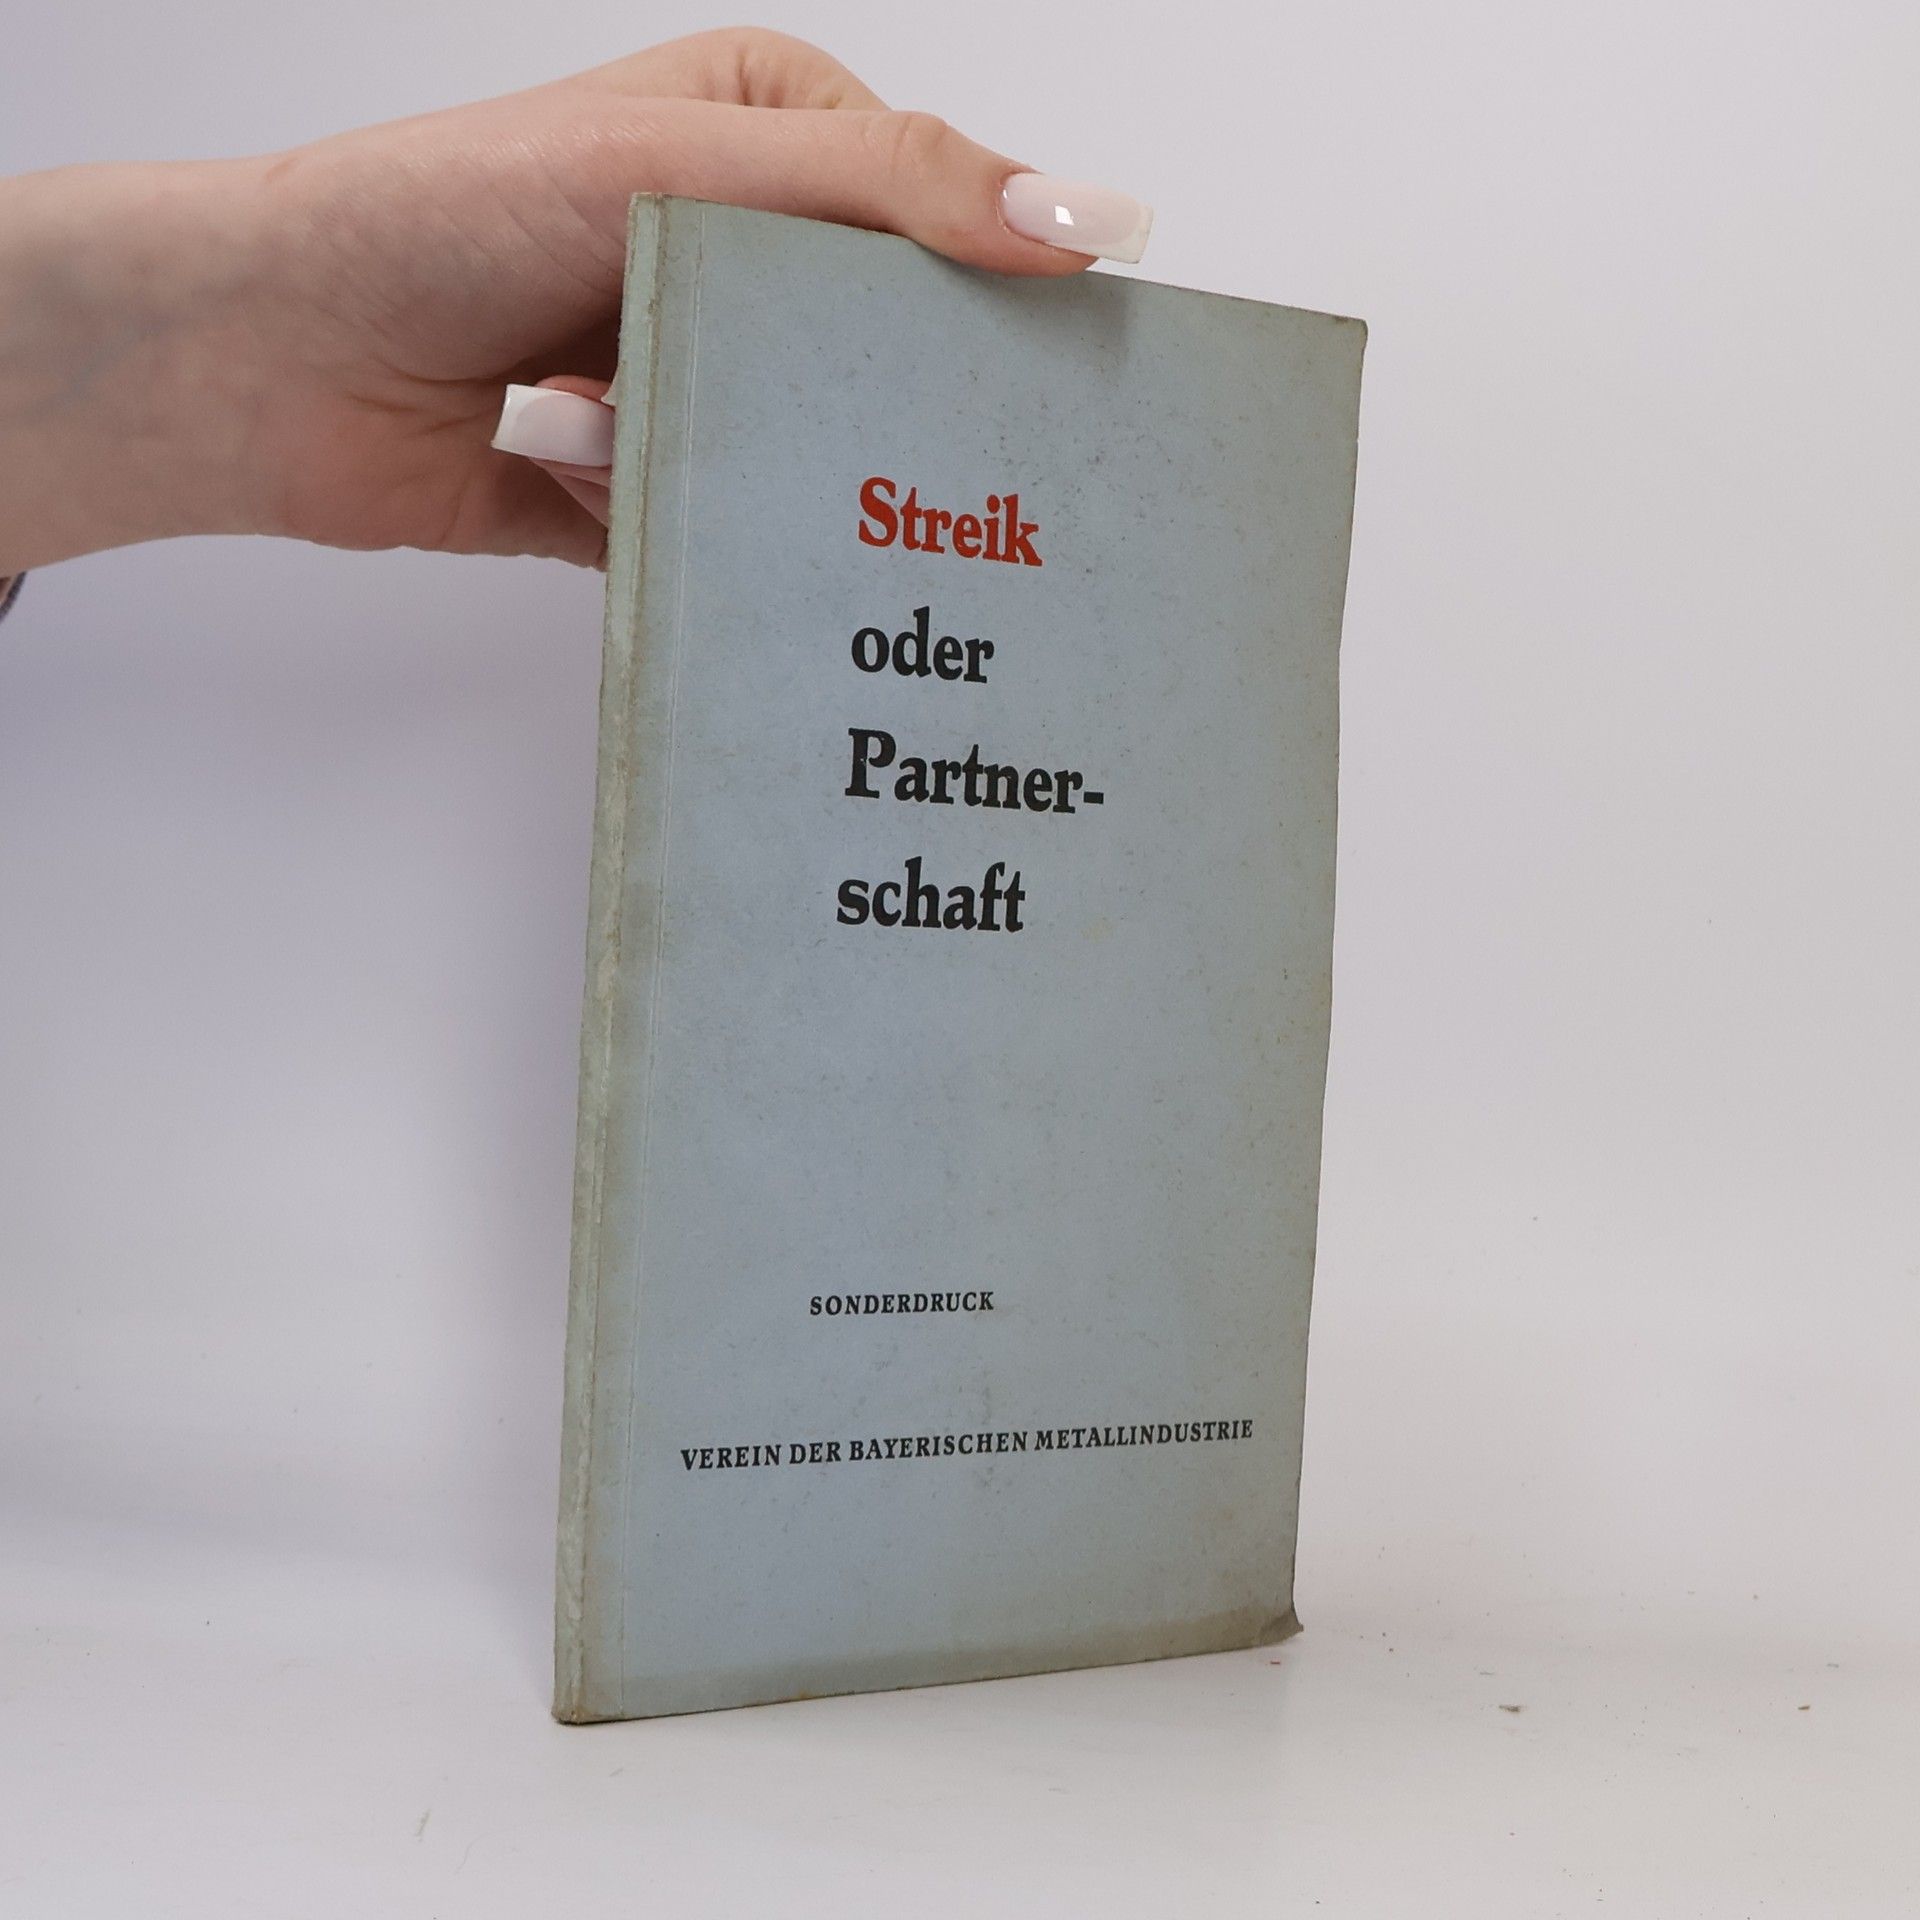 Streik
oder
Partner-
schaft
SONDERDRUCK
VEREIN DER BAYERISCHEN METALLINDUSTRIE